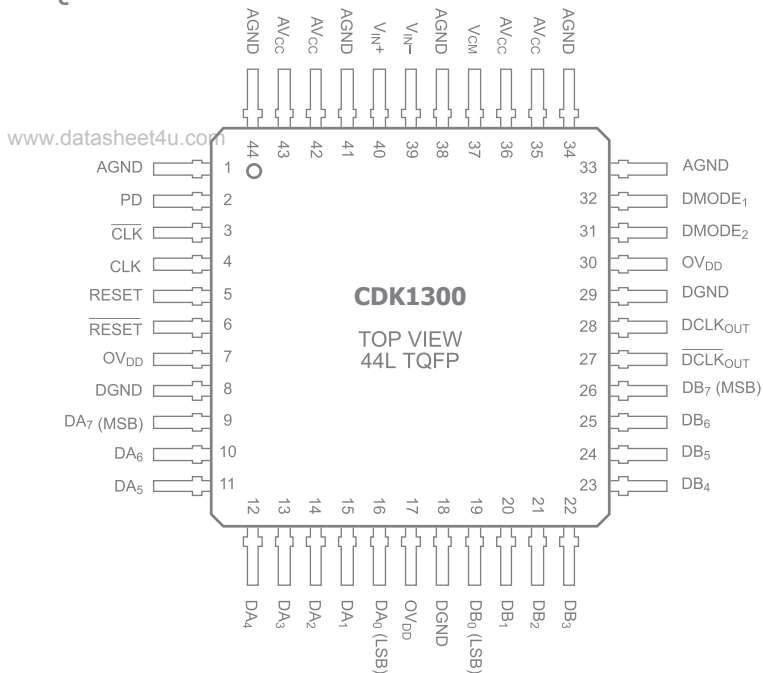 AGND
AVCC
AVCC
AGND
VIN+
VIN–
AGND
VCM
AVCC
AVCC
AGND
44
43
42
41
40
39
38
37
36
35
34
www.datasheet4u.com
AGND 1
PD 2
C̅L̅K̅ 3
CLK 4
RESET 5
R̅E̅S̅E̅T̅ 6
OVDD 7
DGND 8
DA7 (MSB) 9
DA6 10
DA5 11
CDK1300
TOP VIEW
44L TQFP
33 AGND
32 DMODE1
31 DMODE2
30 OVDD
29 DGND
28 DCLKOUT
27 D̅C̅L̅K̅OUT
26 DB7 (MSB)
25 DB6
24 DB5
23 DB4
12
13
14
15
16
17
18
19
20
21
22
DA4
DA3
DA2
DA1
DA0 (LSB)
OVDD
DGND
DB0 (LSB)
DB1
DB2
DB3